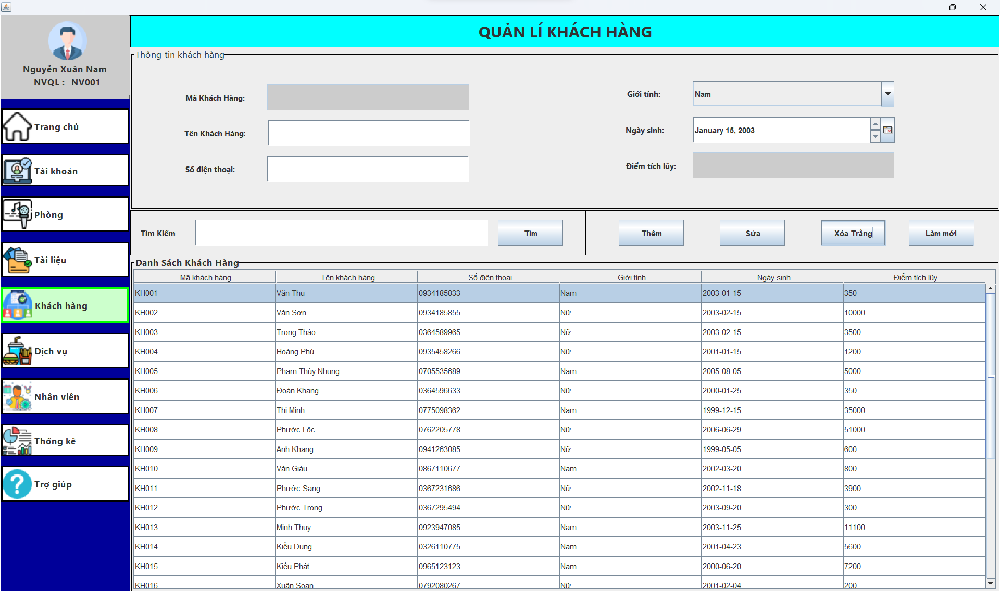 Nguyễn Xuân Nam
NVQL : NV001
Trang chủ
Tài khoản
Phòng
Tài liệu
Khách hàng
Dịch vụ
Nhân viên
Thống kê
Trợ giúp
QUẢN LÍ KHÁCH HÀNG
Thông tin khách hàng
Mã Khách Hàng:
Tên Khách Hàng:
Số điện thoại:
Giới tính: Nam
Ngày sinh: January 15, 2003
Điểm tích lũy:
Tìm Kiếm Tìm Thêm Sửa Xóa Trắng Làm mới
Danh Sách Khách Hàng
Mã khách hàng Tên khách hàng Số điện thoại Giới tính Ngày sinh Điểm tích lũy
KH001 Văn Thu 0934185833 Nam 2003-01-15 350
KH002 Văn Sơn 0934185855 Nữ 2003-02-15 10000
KH003 Trọng Thảo 0364589965 Nữ 2003-02-15 3500
KH004 Hoàng Phú 0935458266 Nữ 2001-01-15 1200
KH005 Phạm Thùy Nhung 0705535689 Nam 2005-08-05 5000
KH006 Đoàn Khang 0364596633 Nữ 2000-01-25 350
KH007 Thị Minh 0775098362 Nam 1999-12-15 35000
KH008 Phước Lộc 0762205778 Nữ 2006-06-29 51000
KH009 Anh Khang 0941263085 Nữ 1999-05-05 600
KH010 Văn Giàu 0867110677 Nam 2002-03-20 800
KH011 Phước Sang 0367231686 Nữ 2002-11-18 3900
KH012 Phước Trọng 0367295494 Nữ 2003-09-20 300
KH013 Minh Thụy 0923947085 Nam 2003-11-25 11100
KH014 Kiều Dung 0326110775 Nam 2001-04-23 5600
KH015 Kiều Phát 0965123123 Nam 2000-06-20 7200
KH016 Xuân Soan 0792080267 Nữ 2001-02-04 200